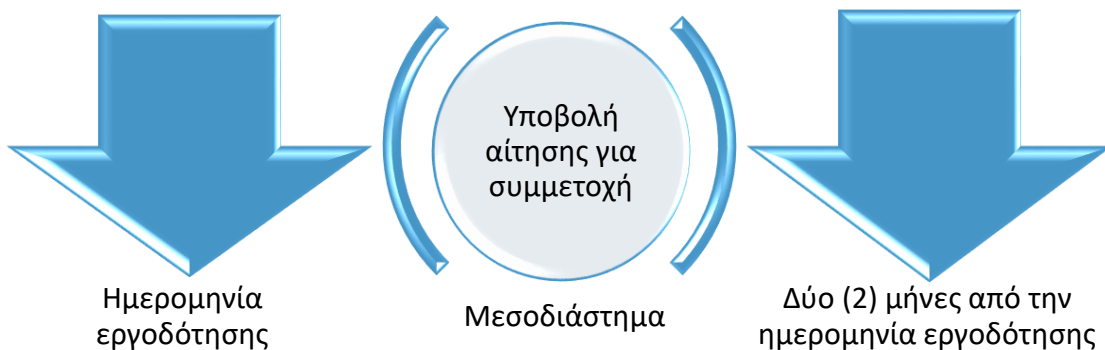 Υποβολή
αίτησης για
συμμετοχή
Ημερομηνία
εργοδότησης
Μεσοδιάστημα
Δύο (2) μήνες από την
ημερομηνία εργοδότησης